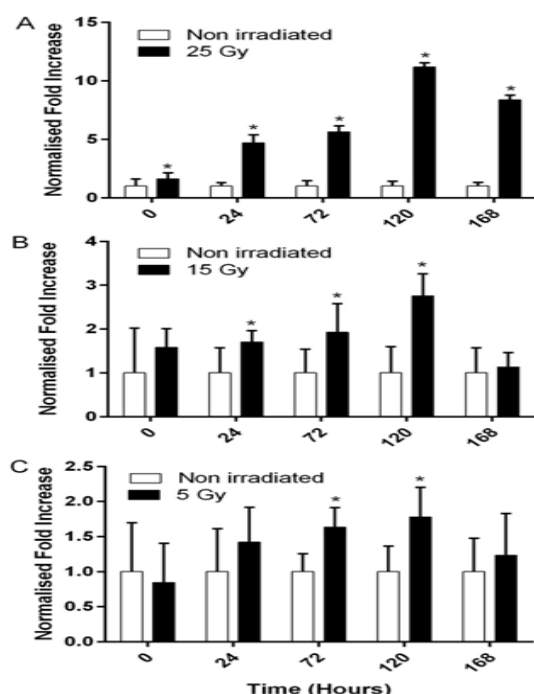 A
Normalised Fold Increase
15
10
5
0
Non irradiated
25 Gy
* * * * *
0 24 72 120 168
B
Normalised Fold Increase
4
3
2
1
0
Non irradiated
15 Gy
* * *
0 24 72 120 168
C
Normalised Fold Increase
2.5
2.0
1.5
1.0
0.5
0.0
Non irradiated
5 Gy
* *
0 24 72 120 168
Time (Hours)